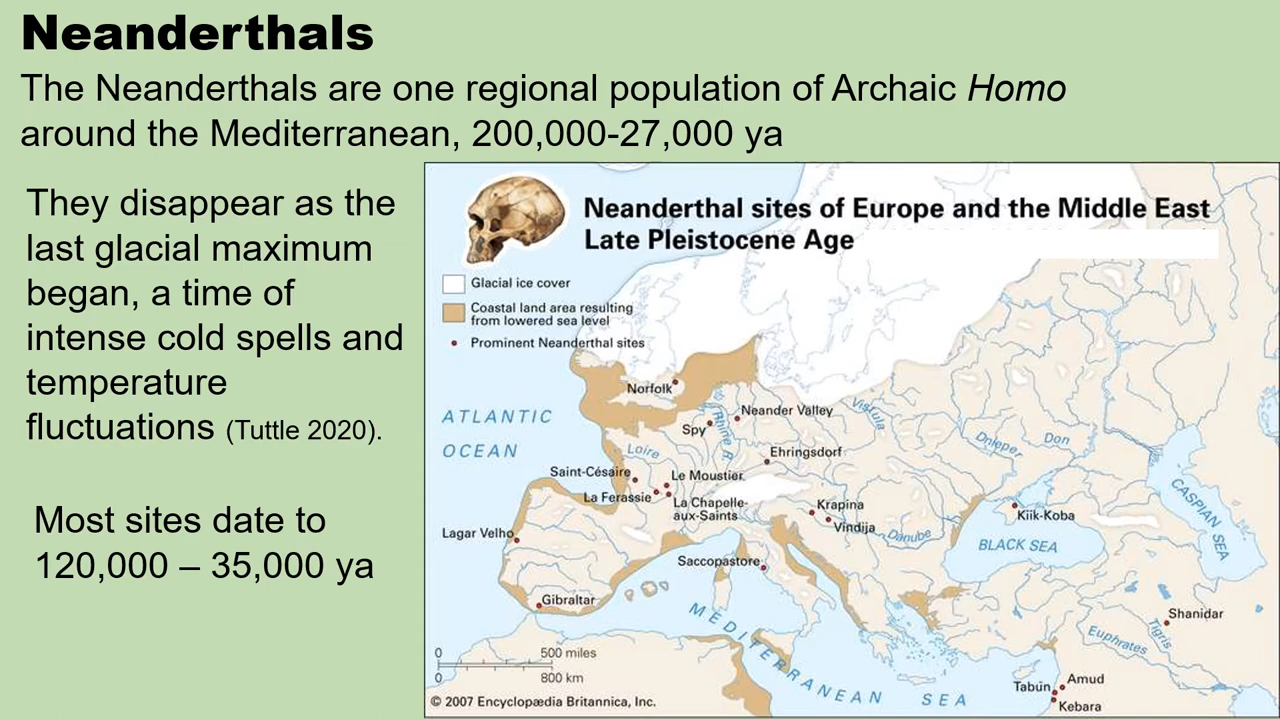 Neanderthals
The Neanderthals are one regional population of Archaic Homo
around the Mediterranean, 200,000-27,000 ya
They disappear as the
last glacial maximum
began, a time of
intense cold spells and
temperature
fluctuations (Tuttle 2020).
Most sites date to
120,000 – 35,000 ya
Neanderthal sites of Europe and the Middle East
Late Pleistocene Age
Glacial ice cover
Coastal land area resulting
from lowered sea level
Prominent Neanderthal sites
Norfolk
ATLANTIC
OCEAN
Neander Valley
Spy
Rhine R.
Vistula
Dniepr
Don
Loire
Ehringsdorf
Saint-Césaire
Le Moustier
La Ferassie
La Chapelle-
aux-Saints
Krapina
Vindija
Danube
Kiik-Koba
CASPIAN SEA
BLACK SEA
Lagar Velho
Saccopastore
Gibraltar
MEDITERRANEAN SEA
Shanidar
Tigris
Euphrates
Tabūn
Amud
Kebara
0 500 miles
0 800 km
© 2007 Encyclopædia Britannica, Inc.